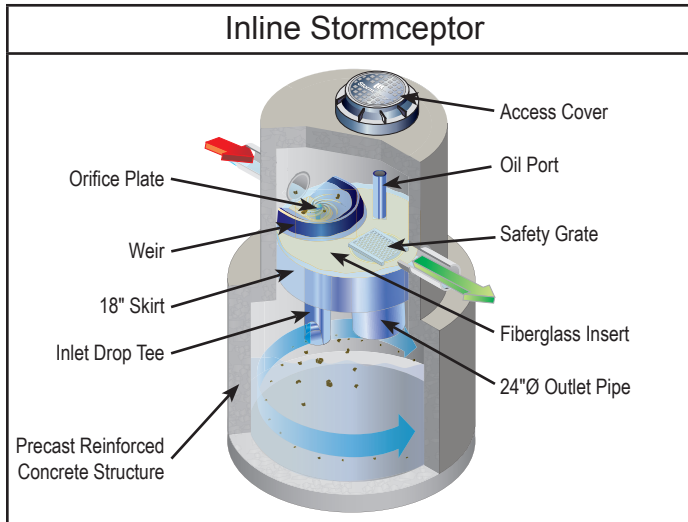 Inline Stormceptor
Access Cover
Oil Port
Orifice Plate
Safety Grate
Weir
18" Skirt
Fiberglass Insert
Inlet Drop Tee
24"Ø Outlet Pipe
Precast Reinforced
Concrete Structure